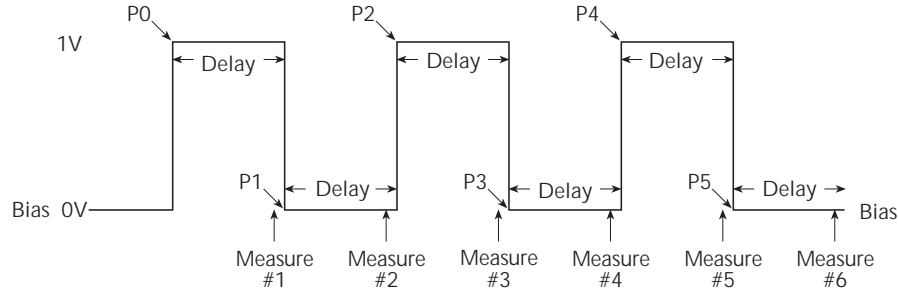 P0 P2 P4
1V
Delay Delay Delay
P1 P3 P5
Delay Delay Delay
Bias 0V Bias
Measure #1
Measure #2
Measure #3
Measure #4
Measure #5
Measure #6